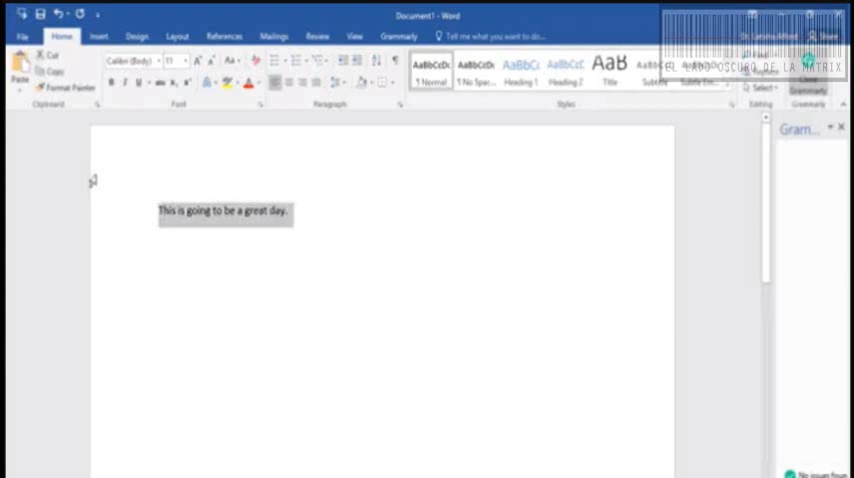 Document1 - Word
File Home Insert Design Layout References Mailings Review View Grammarly Tell me what you want to do... Share
EL LADO OSCURO DE LA MATRIX
Cut
Copy
Format Painter
Paste
Calibri (Body) 11
AaBbCcDc AaBbCcDc AaBbCc AaBbCcC AaB
1 Normal 1 No Spac... Heading 1 Heading 2 Title Subtitle Subtle Em...
Select
Clipboard Font Paragraph Styles Editing Grammarly
Gram...
This is going to be a great day.